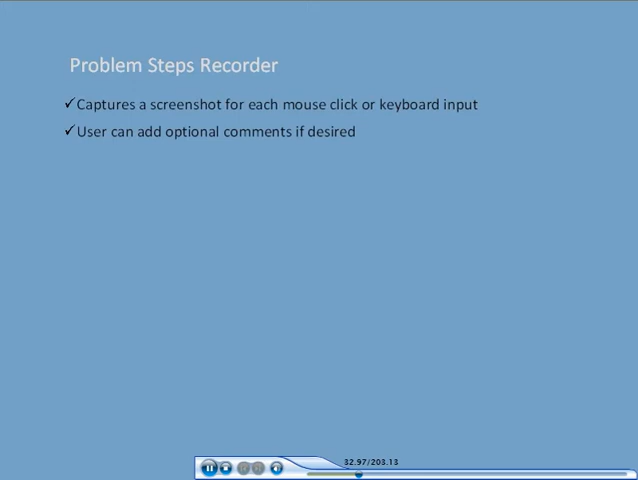 Problem Steps Recorder
✓Captures a screenshot for each mouse click or keyboard input
✓User can add optional comments if desired
32.97/203.13